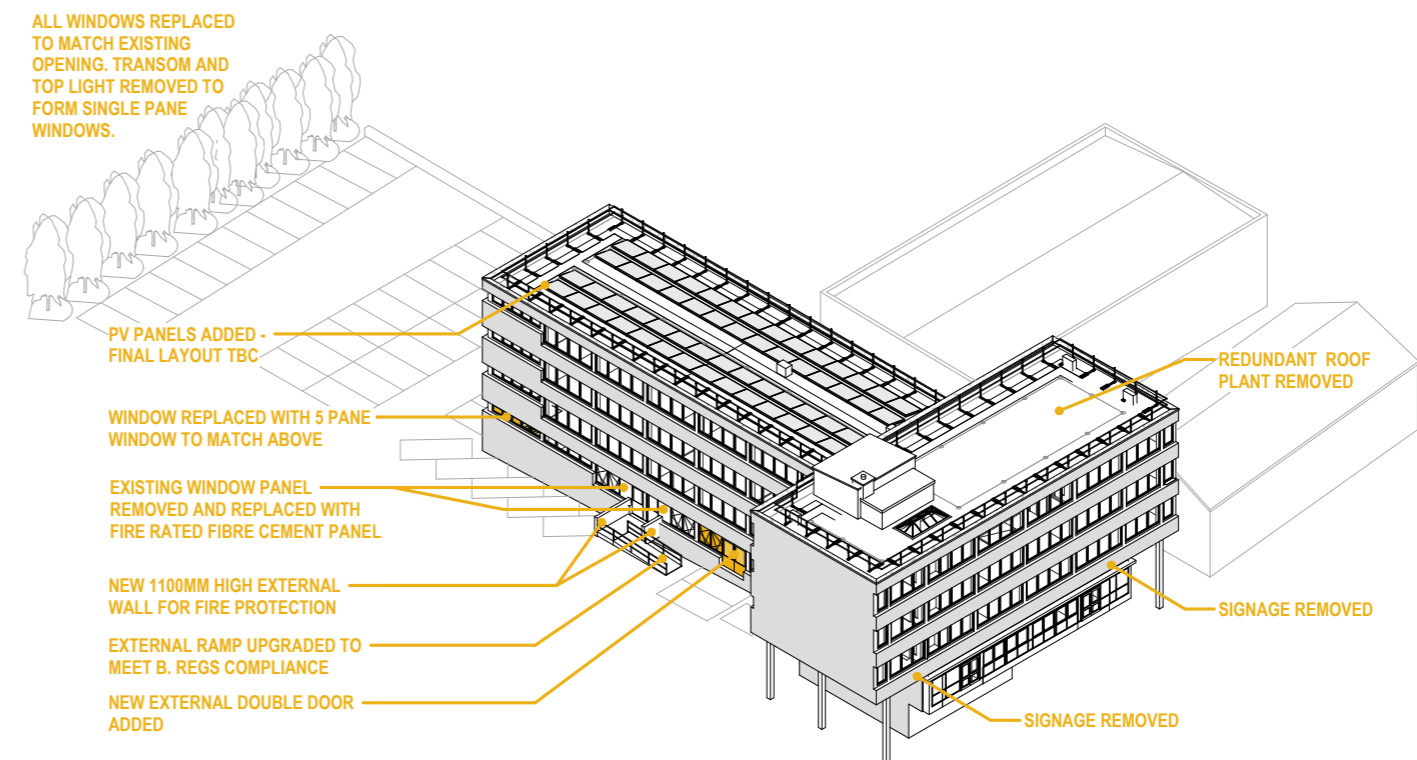 ALL WINDOWS REPLACED
TO MATCH EXISTING
OPENING. TRANSOM AND
TOP LIGHT REMOVED TO
FORM SINGLE PANE
WINDOWS.
PV PANELS ADDED -
FINAL LAYOUT TBC
WINDOW REPLACED WITH 5 PANE
WINDOW TO MATCH ABOVE
EXISTING WINDOW PANEL
REMOVED AND REPLACED WITH
FIRE RATED FIBRE CEMENT PANEL
NEW 1100MM HIGH EXTERNAL
WALL FOR FIRE PROTECTION
EXTERNAL RAMP UPGRADED TO
MEET B. REGS COMPLIANCE
NEW EXTERNAL DOUBLE DOOR
ADDED
REDUNDANT ROOF
PLANT REMOVED
SIGNAGE REMOVED
SIGNAGE REMOVED